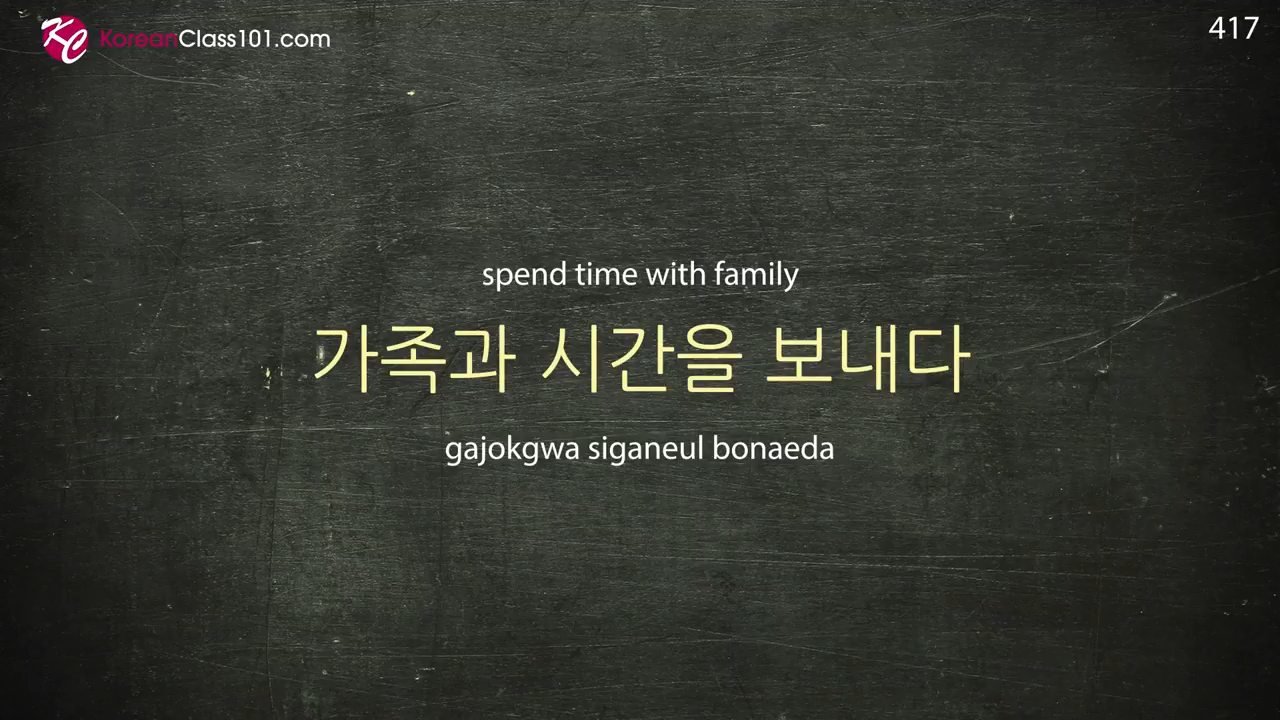 KC KoreanClass101.com
417
spend time with family
가족과 시간을 보내다
gajokgwa siganeul bonaeda